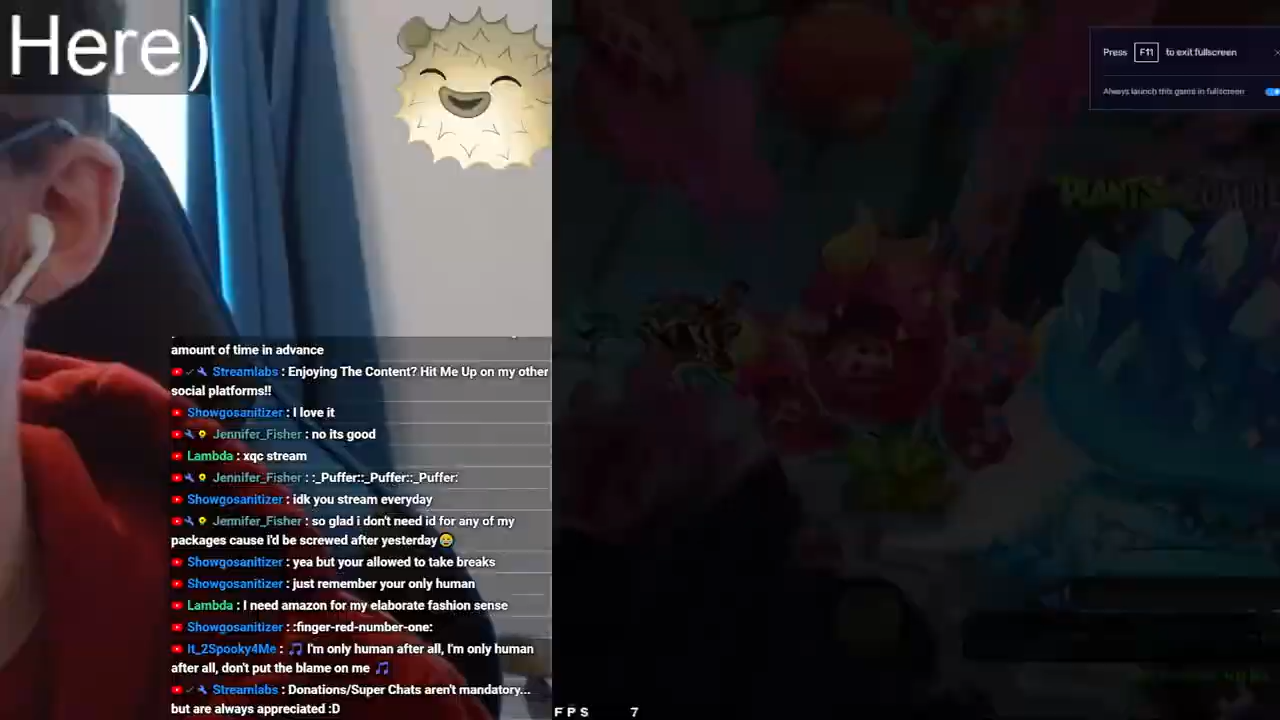 Here)
amount of time in advance
Streamlabs : Enjoying The Content? Hit Me Up on my other
social platforms!!
Showgosanitizer : I love it
Jennifer_Fisher : no its good
Lambda : xqc stream
Jennifer_Fisher : :_Puffer::_Puffer::_Puffer:
Showgosanitizer : idk you stream everyday
Jennifer_Fisher : so glad i don't need id for any of my
packages cause i'd be screwed after yesterday😂
Showgosanitizer : yea but your allowed to take breaks
Showgosanitizer : just remember your only human
Lambda : I need amazon for my elaborate fashion sense
Showgosanitizer : :finger-red-number-one:
It_2Spooky4Me : 🎵 I'm only human after all, I'm only human
after all, don't put the blame on me 🎵
Streamlabs : Donations/Super Chats aren't mandatory...
but are always appreciated :D
Press F11 to exit fullscreen
Always launch this game in fullscreen
PLANTS
FPS 7